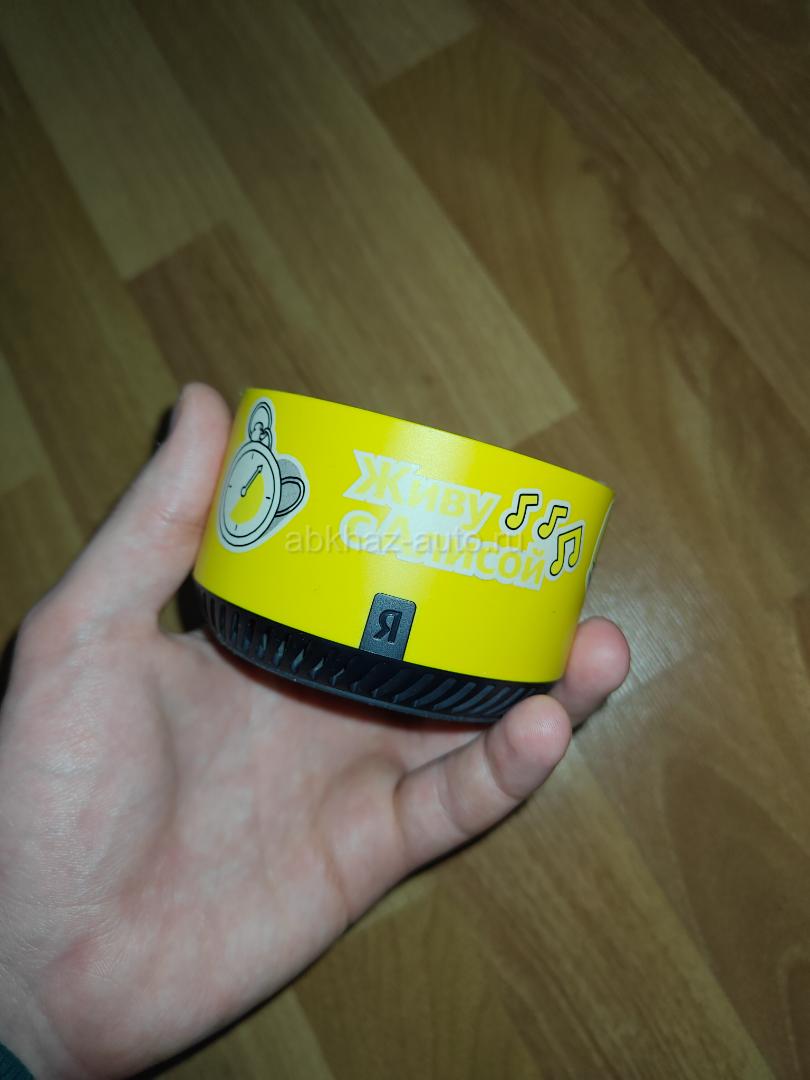 Живу
с Алисой
abkhaz-auto.ru
Я